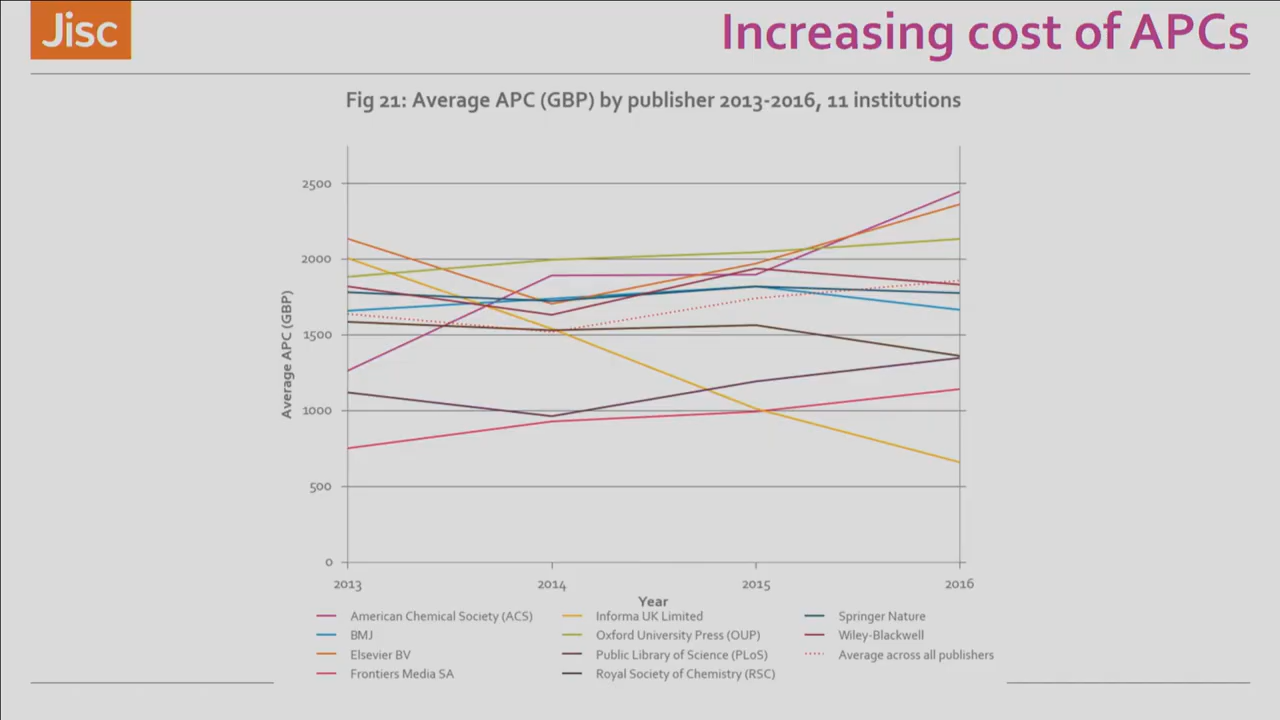 Jisc
Increasing cost of APCs
Fig 21: Average APC (GBP) by publisher 2013-2016, 11 institutions
2500
2000
1500
1000
500
0
Average APC (GBP)
2013 2014 2015 2016
Year
American Chemical Society (ACS) Informa UK Limited Springer Nature
BMJ Oxford University Press (OUP) Wiley-Blackwell
Elsevier BV Public Library of Science (PLoS) Average across all publishers
Frontiers Media SA Royal Society of Chemistry (RSC)